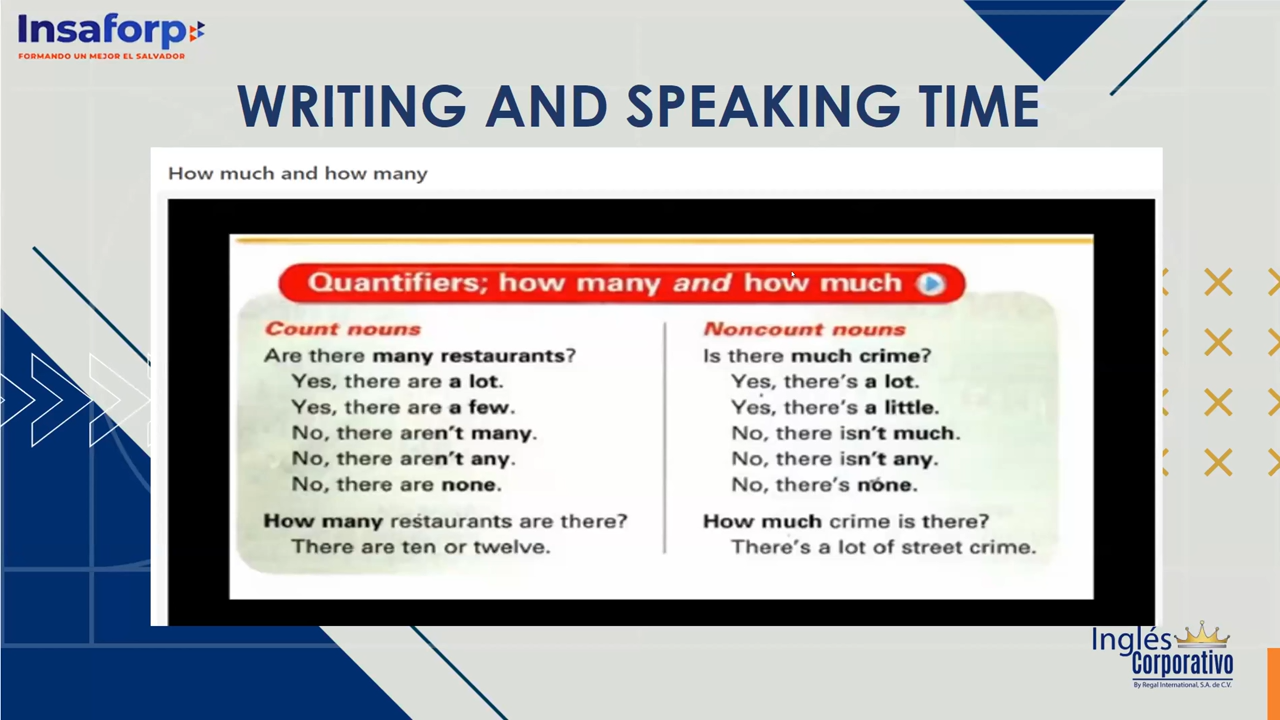 Insaforp
FORMANDO UN MEJOR EL SALVADOR
WRITING AND SPEAKING TIME
How much and how many
Quantifiers; how many and how much
Count nouns
Are there many restaurants?
Yes, there are a lot.
Yes, there are a few.
No, there aren't many.
No, there aren't any.
No, there are none.
How many restaurants are there?
There are ten or twelve.
Noncount nouns
Is there much crime?
Yes, there's a lot.
Yes, there's a little.
No, there isn't much.
No, there isn't any.
No, there's none.
How much crime is there?
There's a lot of street crime.
Inglés
Corporativo
By Regal International, S.A. de C.V.